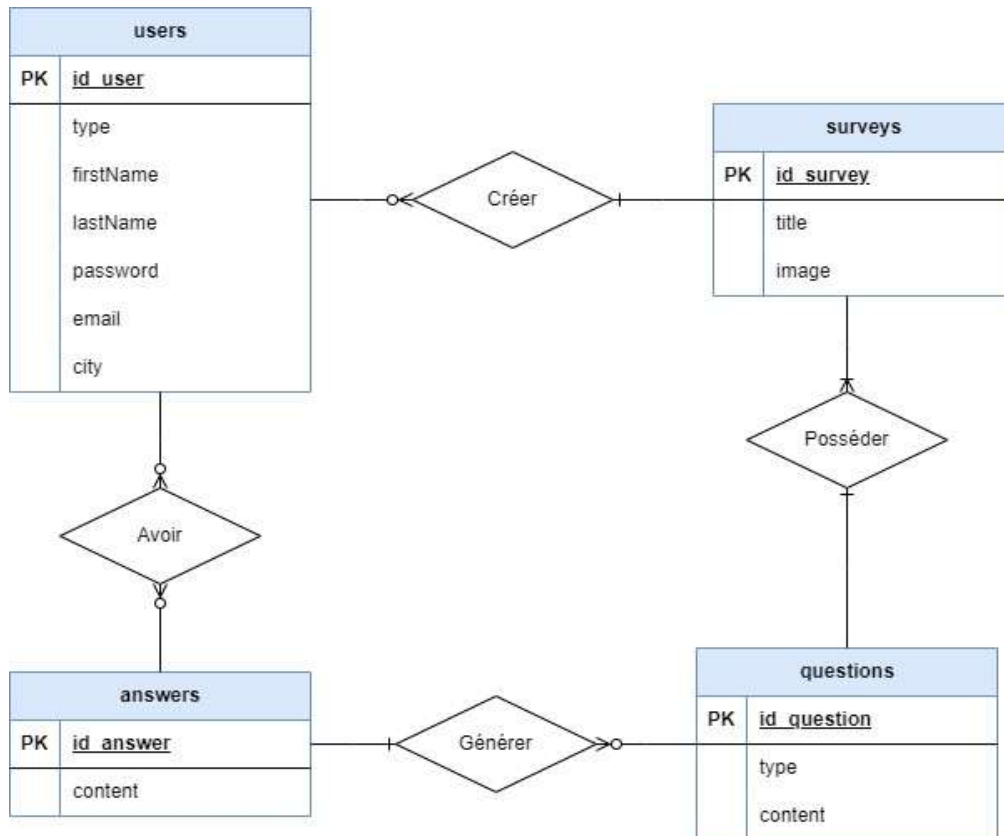 users
PK id_user
type
firstName
lastName
password
email
city
Créer
surveys
PK id_survey
title
image
Posséder
Avoir
answers
PK id_answer
content
Générer
questions
PK id_question
type
content